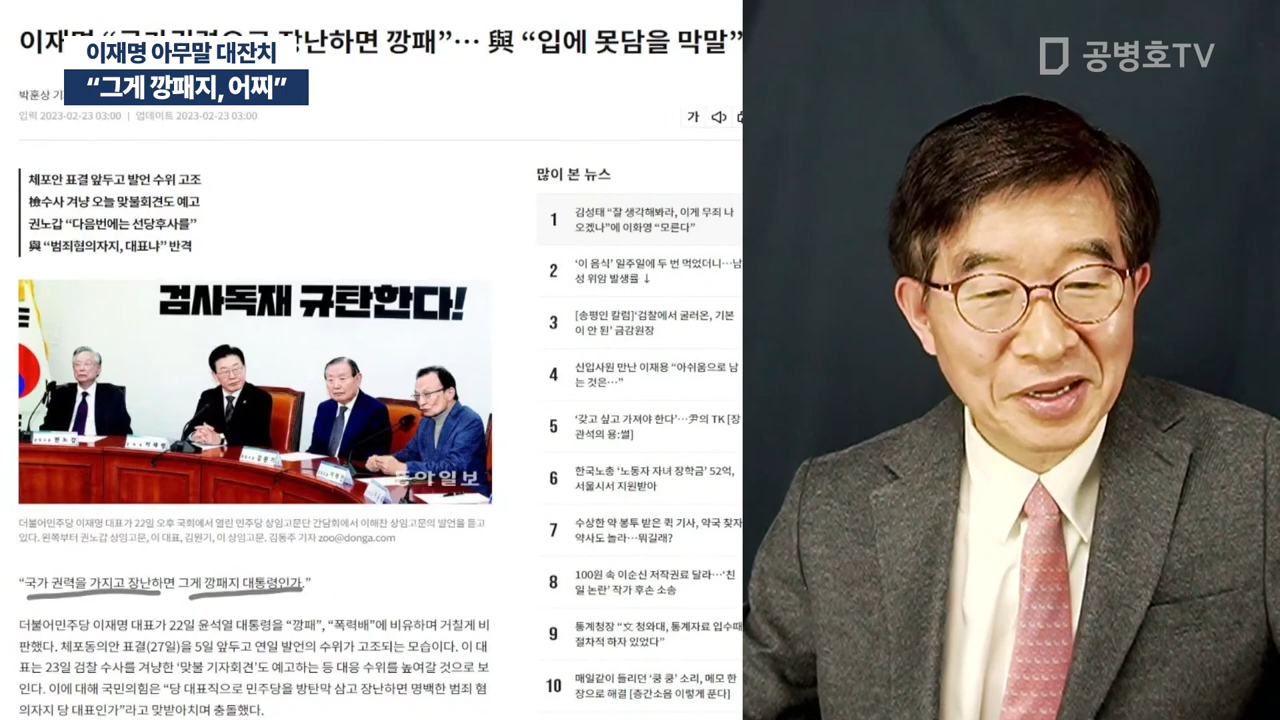 이재명 “국가권력으로 장난하면 깡패”… 與 “입에 못담을 막말”
이재명 아무말 대잔치
“그게 깡패지, 어찌”
공병호TV
박훈상
입력 2023-02-23 03:00 | 업데이트 2023-02-23 03:00
가
체포안 표결 앞두고 발언 수위 고조
檢수사 겨냥 오늘 맞불회견도 예고
권노갑 “다음번에는 선당후사를”
與 “범죄혐의자지, 대표냐” 반격
검사독재 규탄한다!
동아일보
더불어민주당 이재명 대표가 22일 오후 국회에서 열린 민주당 상임고문단 간담회에서 이해찬 상임고문의 발언을 듣고
있다. 왼쪽부터 권노갑 상임고문, 이 대표, 김원기, 이 상임고문. 김동주 기자 zoo@donga.com
“국가 권력을 가지고 장난하면 그게 깡패지 대통령인가.”
더불어민주당 이재명 대표가 22일 윤석열 대통령을 “깡패”, “폭력배”에 비유하며 거칠게 비
판했다. 체포동의안 표결(27일)을 5일 앞두고 연일 발언의 수위가 고조되는 모습이다. 이 대
표는 23일 검찰 수사를 겨냥한 ‘맞불 기자회견’도 예고하는 등 대응 수위를 높여갈 것으로 보
인다. 이에 대해 국민의힘은 “당 대표직으로 민주당을 방탄막 삼고 장난하면 명백한 범죄 혐
의자지 당 대표인가”라고 맞받아치며 충돌했다.
많이 본 뉴스
1 김성태 “잘 생각해봐라, 이게 무죄 나
오겠나”에 이화영 “모른다”
2 ‘이 음식’ 일주일에 두 번 먹었더니…남
성 위암 발생률 ↓
3 [송평인 칼럼]‘검찰에서 굴러온, 기본
이 안 된’ 금감원장
4 신입사원 만난 이재용 “아쉬움으로 남
는 것은…”
5 ‘갖고 싶고 가져야 한다’…尹의 TK [장
관석의 용:썰]
6 한국노총 ‘노동자 자녀 장학금’ 52억,
서울시서 지원받아
7 수상한 약 봉투 받은 퀵 기사, 약국 찾자
약사도 놀라…뭐길래?
8 100원 속 이순신 저작권료 달라…‘친
일 논란’ 작가 후손 소송
9 통계청장 “文 청와대, 통계자료 입수때
절차적 하자 있었다”
10 매일같이 들리던 ‘쿵 쿵’ 소리, 메모 한
장으로 해결 [층간소음 이렇게 푼다]